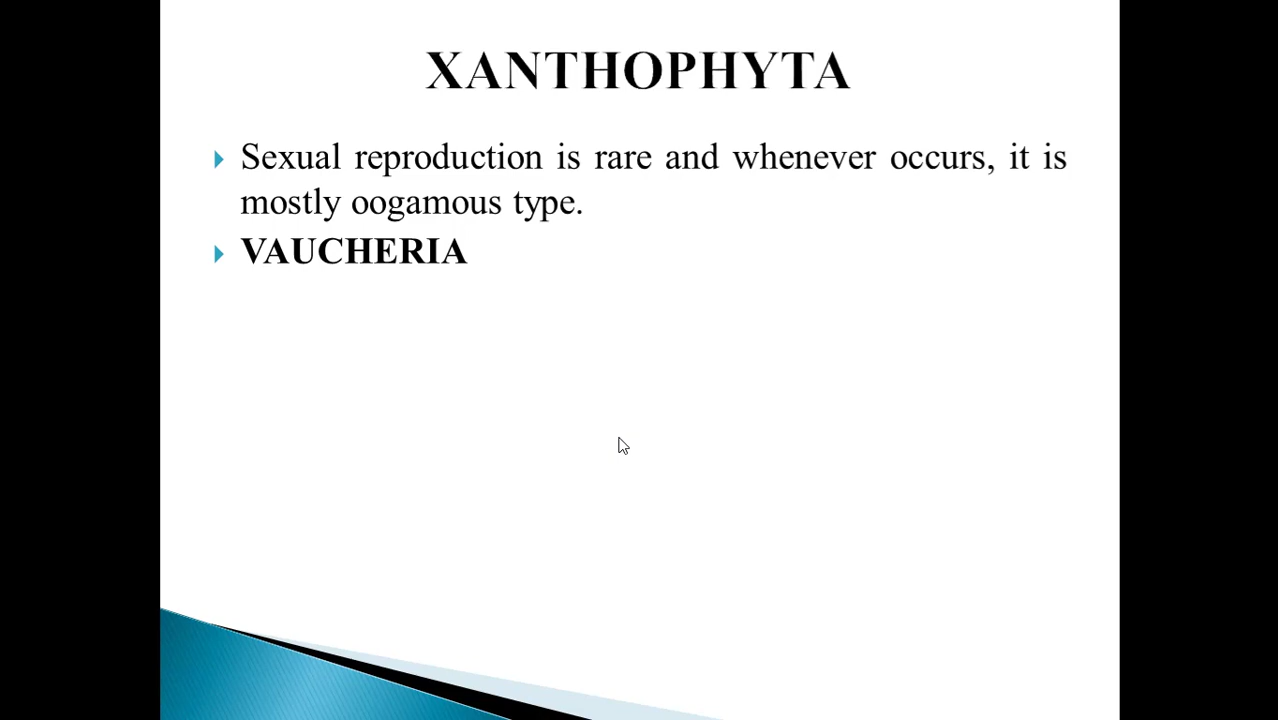 XANTHOPHYTA
Sexual reproduction is rare and whenever occurs, it is
mostly oogamous type.
VAUCHERIA